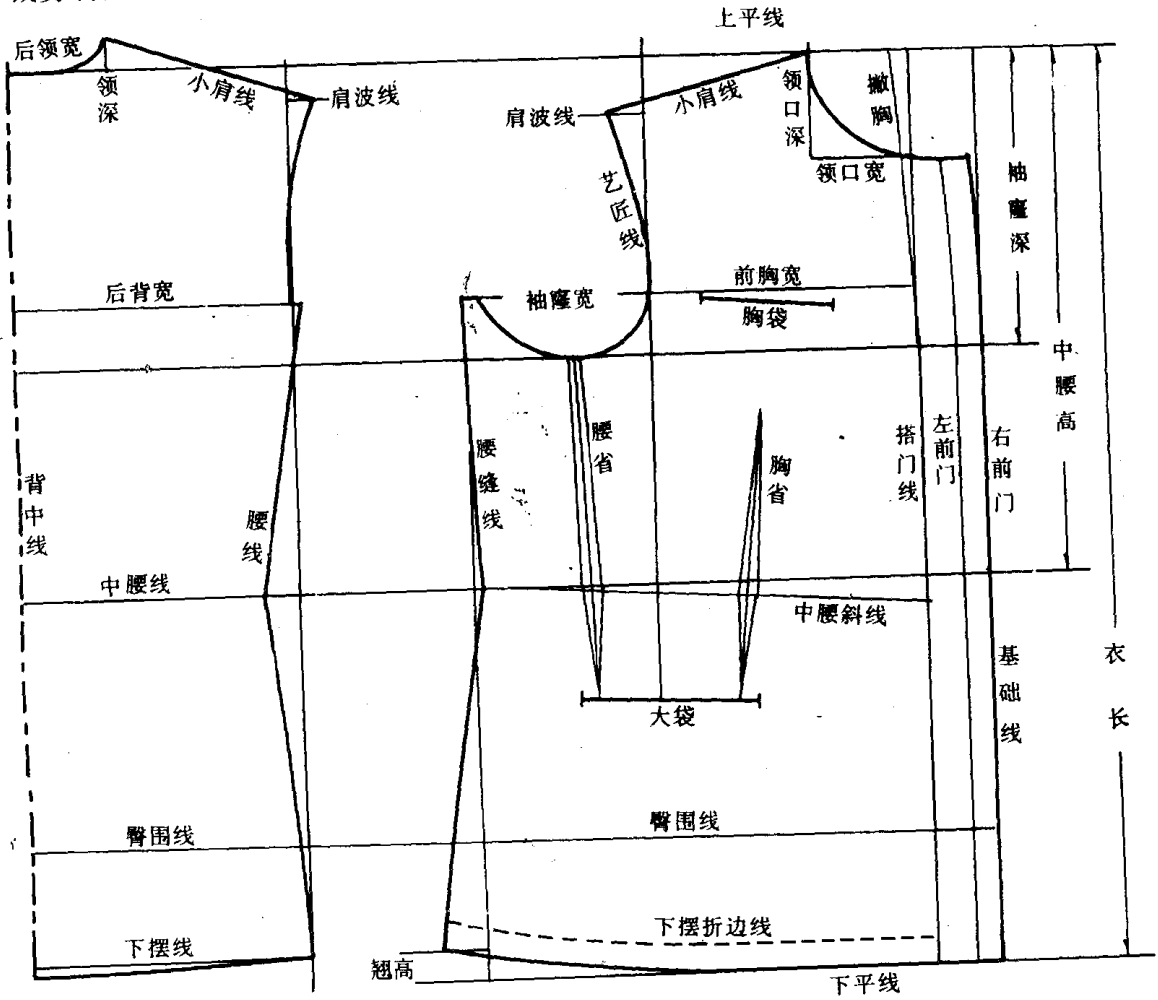 上平线
后领宽
领深
小肩线
肩波线
肩波线
小肩线
领口深
撇胸
领口宽
艺匠线
袖窿深
后背宽
袖窿宽
前胸宽
胸袋
中腰高
背中线
腰线
腰缝线
腰省
胸省
搭门线
左前门
右前门
中腰线
中腰斜线
大袋
基础线
衣长
臀围线
臀围线
下摆线
下摆折边线
翘高
下平线